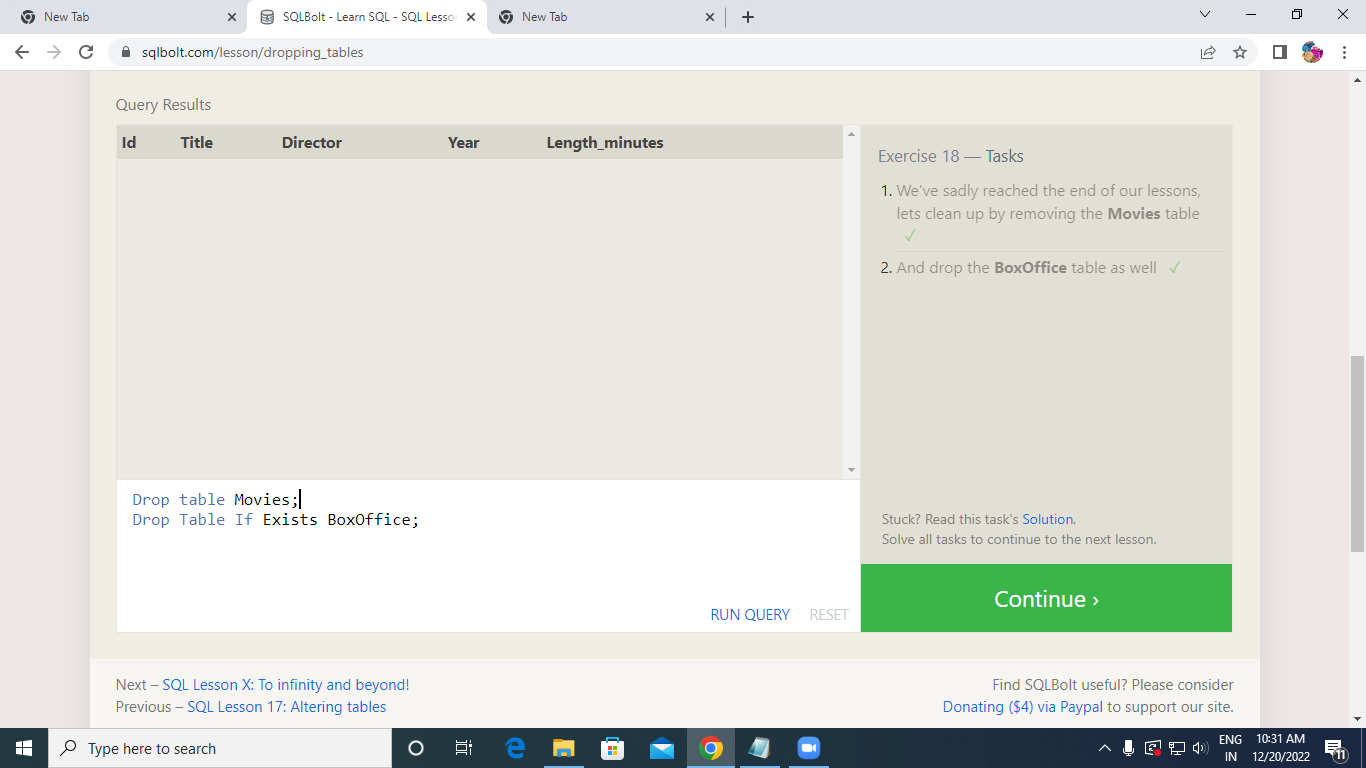 New Tab
SQLBolt - Learn SQL - SQL Lesson
New Tab
sqlbolt.com/lesson/dropping_tables
Query Results
Id Title Director Year Length_minutes
Exercise 18 — Tasks
1. We've sadly reached the end of our lessons,
lets clean up by removing the Movies table
✓
2. And drop the BoxOffice table as well ✓
Drop table Movies;
Drop Table If Exists BoxOffice;
Stuck? Read this task's Solution.
Solve all tasks to continue to the next lesson.
RUN QUERY RESET
Continue ›
Next – SQL Lesson X: To infinity and beyond!
Previous – SQL Lesson 17: Altering tables
Find SQLBolt useful? Please consider
Donating ($4) via Paypal to support our site.
Type here to search
ENG
IN
10:31 AM
12/20/2022
11